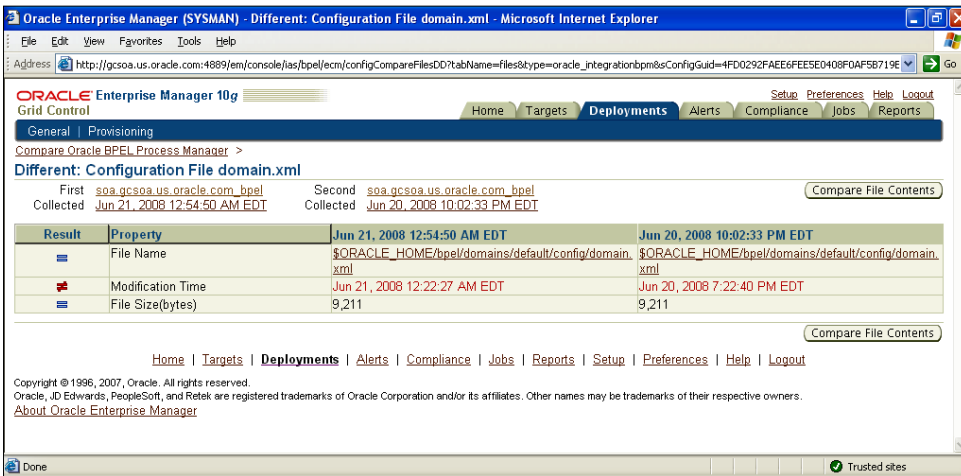 Oracle Enterprise Manager (SYSMAN) - Different: Configuration File domain.xml - Microsoft Internet Explorer
File Edit View Favorites Tools Help
Address http://gcsoa.us.oracle.com:4889/em/console/ias/bpel/ecm/configCompareFilesDD?tabName=files&type=oracle_integrationbpm&sConfigGuid=4FD0292FAEE6FEE5E0408F0AF5B719E Go
ORACLE Enterprise Manager 10g
Setup Preferences Help Logout
Grid Control
Home Targets Deployments Alerts Compliance Jobs Reports
General | Provisioning
Compare Oracle BPEL Process Manager >
Different: Configuration File domain.xml
First soa.gcsoa.us.oracle.com_bpel Second soa.gcsoa.us.oracle.com_bpel Compare File Contents
Collected Jun 21, 2008 12:54:50 AM EDT Collected Jun 20, 2008 10:02:33 PM EDT
Result Property Jun 21, 2008 12:54:50 AM EDT Jun 20, 2008 10:02:33 PM EDT
= File Name $ORACLE_HOME/bpel/domains/default/config/domain. $ORACLE_HOME/bpel/domains/default/config/domain.
xml xml
≠ Modification Time Jun 21, 2008 12:22:27 AM EDT Jun 20, 2008 7:22:40 PM EDT
= File Size(bytes) 9,211 9,211
Compare File Contents
Home | Targets | Deployments | Alerts | Compliance | Jobs | Reports | Setup | Preferences | Help | Logout
Copyright © 1996, 2007, Oracle. All rights reserved.
Oracle, JD Edwards, PeopleSoft, and Retek are registered trademarks of Oracle Corporation and/or its affiliates. Other names may be trademarks of their respective owners.
About Oracle Enterprise Manager
Done Trusted sites